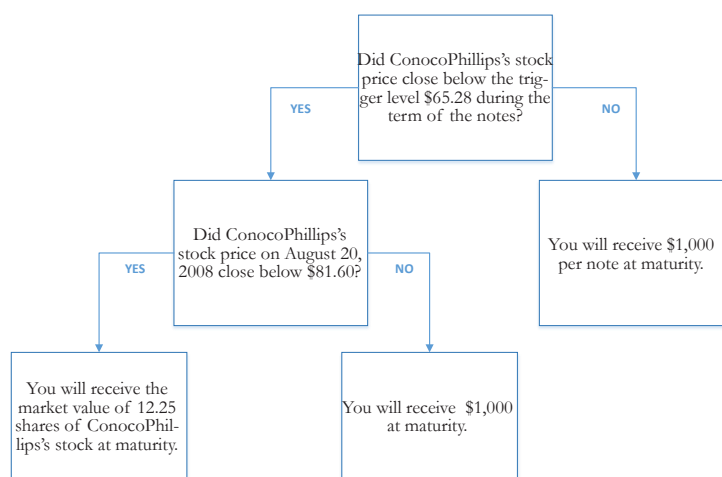 Did ConocoPhillips's stock
price close below the trig-
ger level $65.28 during the
term of the notes?
YES
NO
Did ConocoPhillips's
stock price on August 20,
2008 close below $81.60?
You will receive $1,000
per note at maturity.
YES
NO
You will receive the
market value of 12.25
shares of ConocoPhil-
lips's stock at maturity.
You will receive $1,000
at maturity.